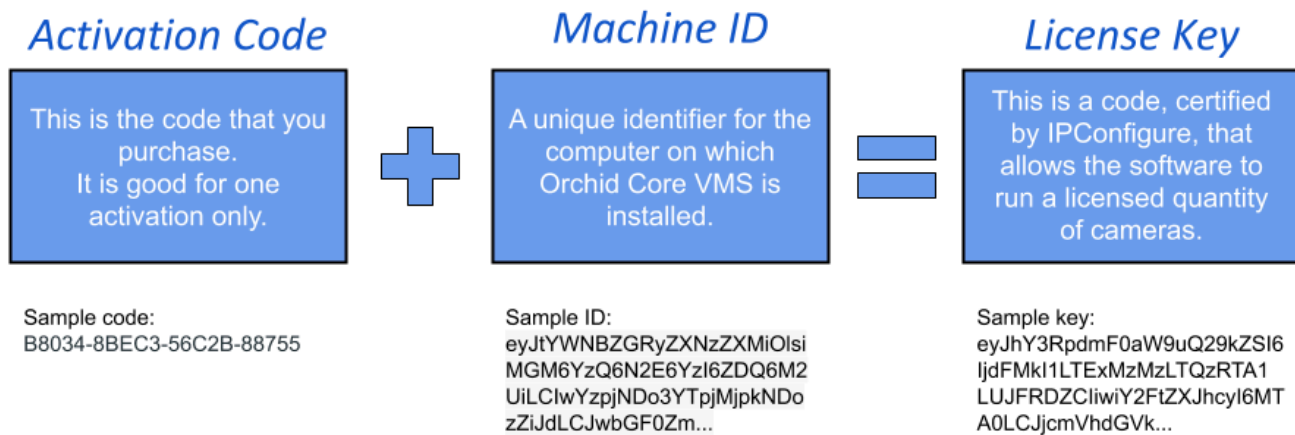 Activation Code
This is the code that you
purchase.
It is good for one
activation only.
Sample code:
B8034-8BEC3-56C2B-88755
Machine ID
A unique identifier for the
computer on which
Orchid Core VMS is
installed.
Sample ID:
eyJtYWNBZGRyZXNzZXMiOlsi
MGM6YzQ6N2E6YzI6ZDQ6M2
UiLCIwYzpjNDo3YTpjMjpkNDo
zZiJdLCJwbGF0Zm...
License Key
This is a code, certified
by IPConfigure, that
allows the software to
run a licensed quantity
of cameras.
Sample key:
eyJhY3RpdmF0aW9uQ29kZSI6
IjdFMkI1LTExMzMzLTQzRTA1
LUJFRDZCIiwiY2FtZXJhcyI6MT
A0LCJjcmVhdGVk...